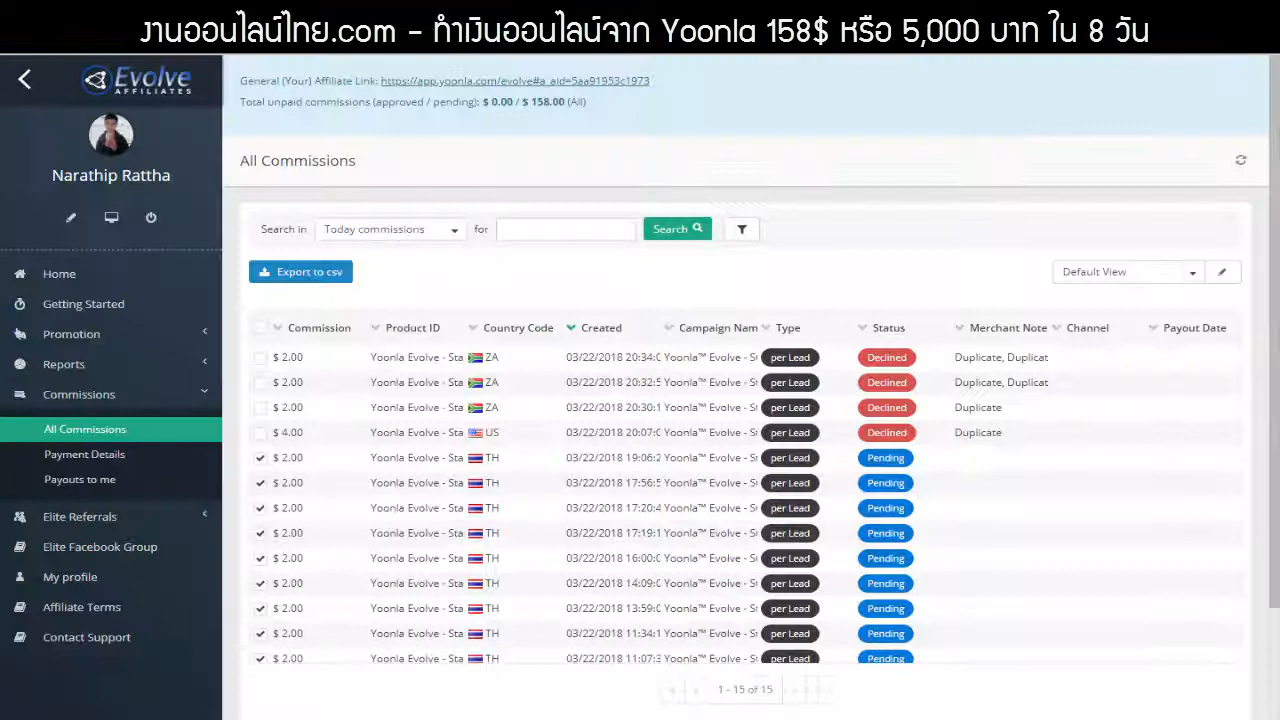 งานออนไลน์ไทย.com - ทำเงินออนไลน์จาก Yoonla 158$ หรือ 5,000 บาท ใน 8 วัน
Evolve
AFFILIATES
Narathip Rattha
Home
Getting Started
Promotion
Reports
Commissions
All Commissions
Payment Details
Payouts to me
Elite Referrals
Elite Facebook Group
My profile
Affiliate Terms
Contact Support
General (Your) Affiliate Link: https://app.yoonla.com/evolve#a_aid=5aa91953c1973
Total unpaid commissions (approved / pending): $ 0.00 / $ 158.00 (All)
All Commissions
Search in Today commissions for Search
Export to csv Default View
Commission Product ID Country Code Created Campaign Nam Type Status Merchant Note Channel Payout Date
$ 2.00 Yoonla Evolve - Sta ZA 03/22/2018 20:34:0 Yoonla™ Evolve - S per Lead Declined Duplicate, Duplicat
$ 2.00 Yoonla Evolve - Sta ZA 03/22/2018 20:32:5 Yoonla™ Evolve - S per Lead Declined Duplicate, Duplicat
$ 2.00 Yoonla Evolve - Sta ZA 03/22/2018 20:30:1 Yoonla™ Evolve - S per Lead Declined Duplicate
$ 4.00 Yoonla Evolve - Sta US 03/22/2018 20:07:0 Yoonla™ Evolve - S per Lead Declined Duplicate
$ 2.00 Yoonla Evolve - Sta TH 03/22/2018 19:06:2 Yoonla™ Evolve - S per Lead Pending
$ 2.00 Yoonla Evolve - Sta TH 03/22/2018 17:56:5 Yoonla™ Evolve - S per Lead Pending
$ 2.00 Yoonla Evolve - Sta TH 03/22/2018 17:20:4 Yoonla™ Evolve - S per Lead Pending
$ 2.00 Yoonla Evolve - Sta TH 03/22/2018 17:19:1 Yoonla™ Evolve - S per Lead Pending
$ 2.00 Yoonla Evolve - Sta TH 03/22/2018 16:00:0 Yoonla™ Evolve - S per Lead Pending
$ 2.00 Yoonla Evolve - Sta TH 03/22/2018 14:09:0 Yoonla™ Evolve - S per Lead Pending
$ 2.00 Yoonla Evolve - Sta TH 03/22/2018 13:59:0 Yoonla™ Evolve - S per Lead Pending
$ 2.00 Yoonla Evolve - Sta TH 03/22/2018 11:34:1 Yoonla™ Evolve - S per Lead Pending
$ 2.00 Yoonla Evolve - Sta TH 03/22/2018 11:07:3 Yoonla™ Evolve - S per Lead Pending
1 - 15 of 15